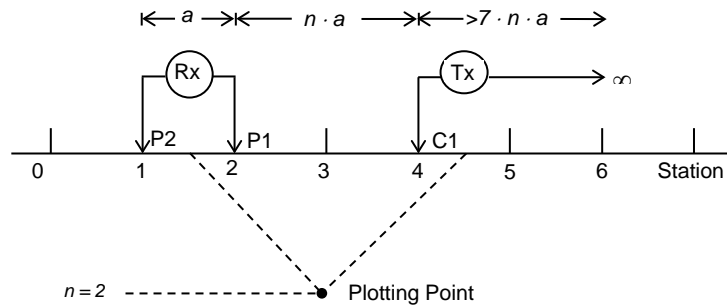 a n · a >7 · n · a
Rx Tx ∞
P2 P1 C1
0 1 2 3 4 5 6 Station
n = 2 Plotting Point